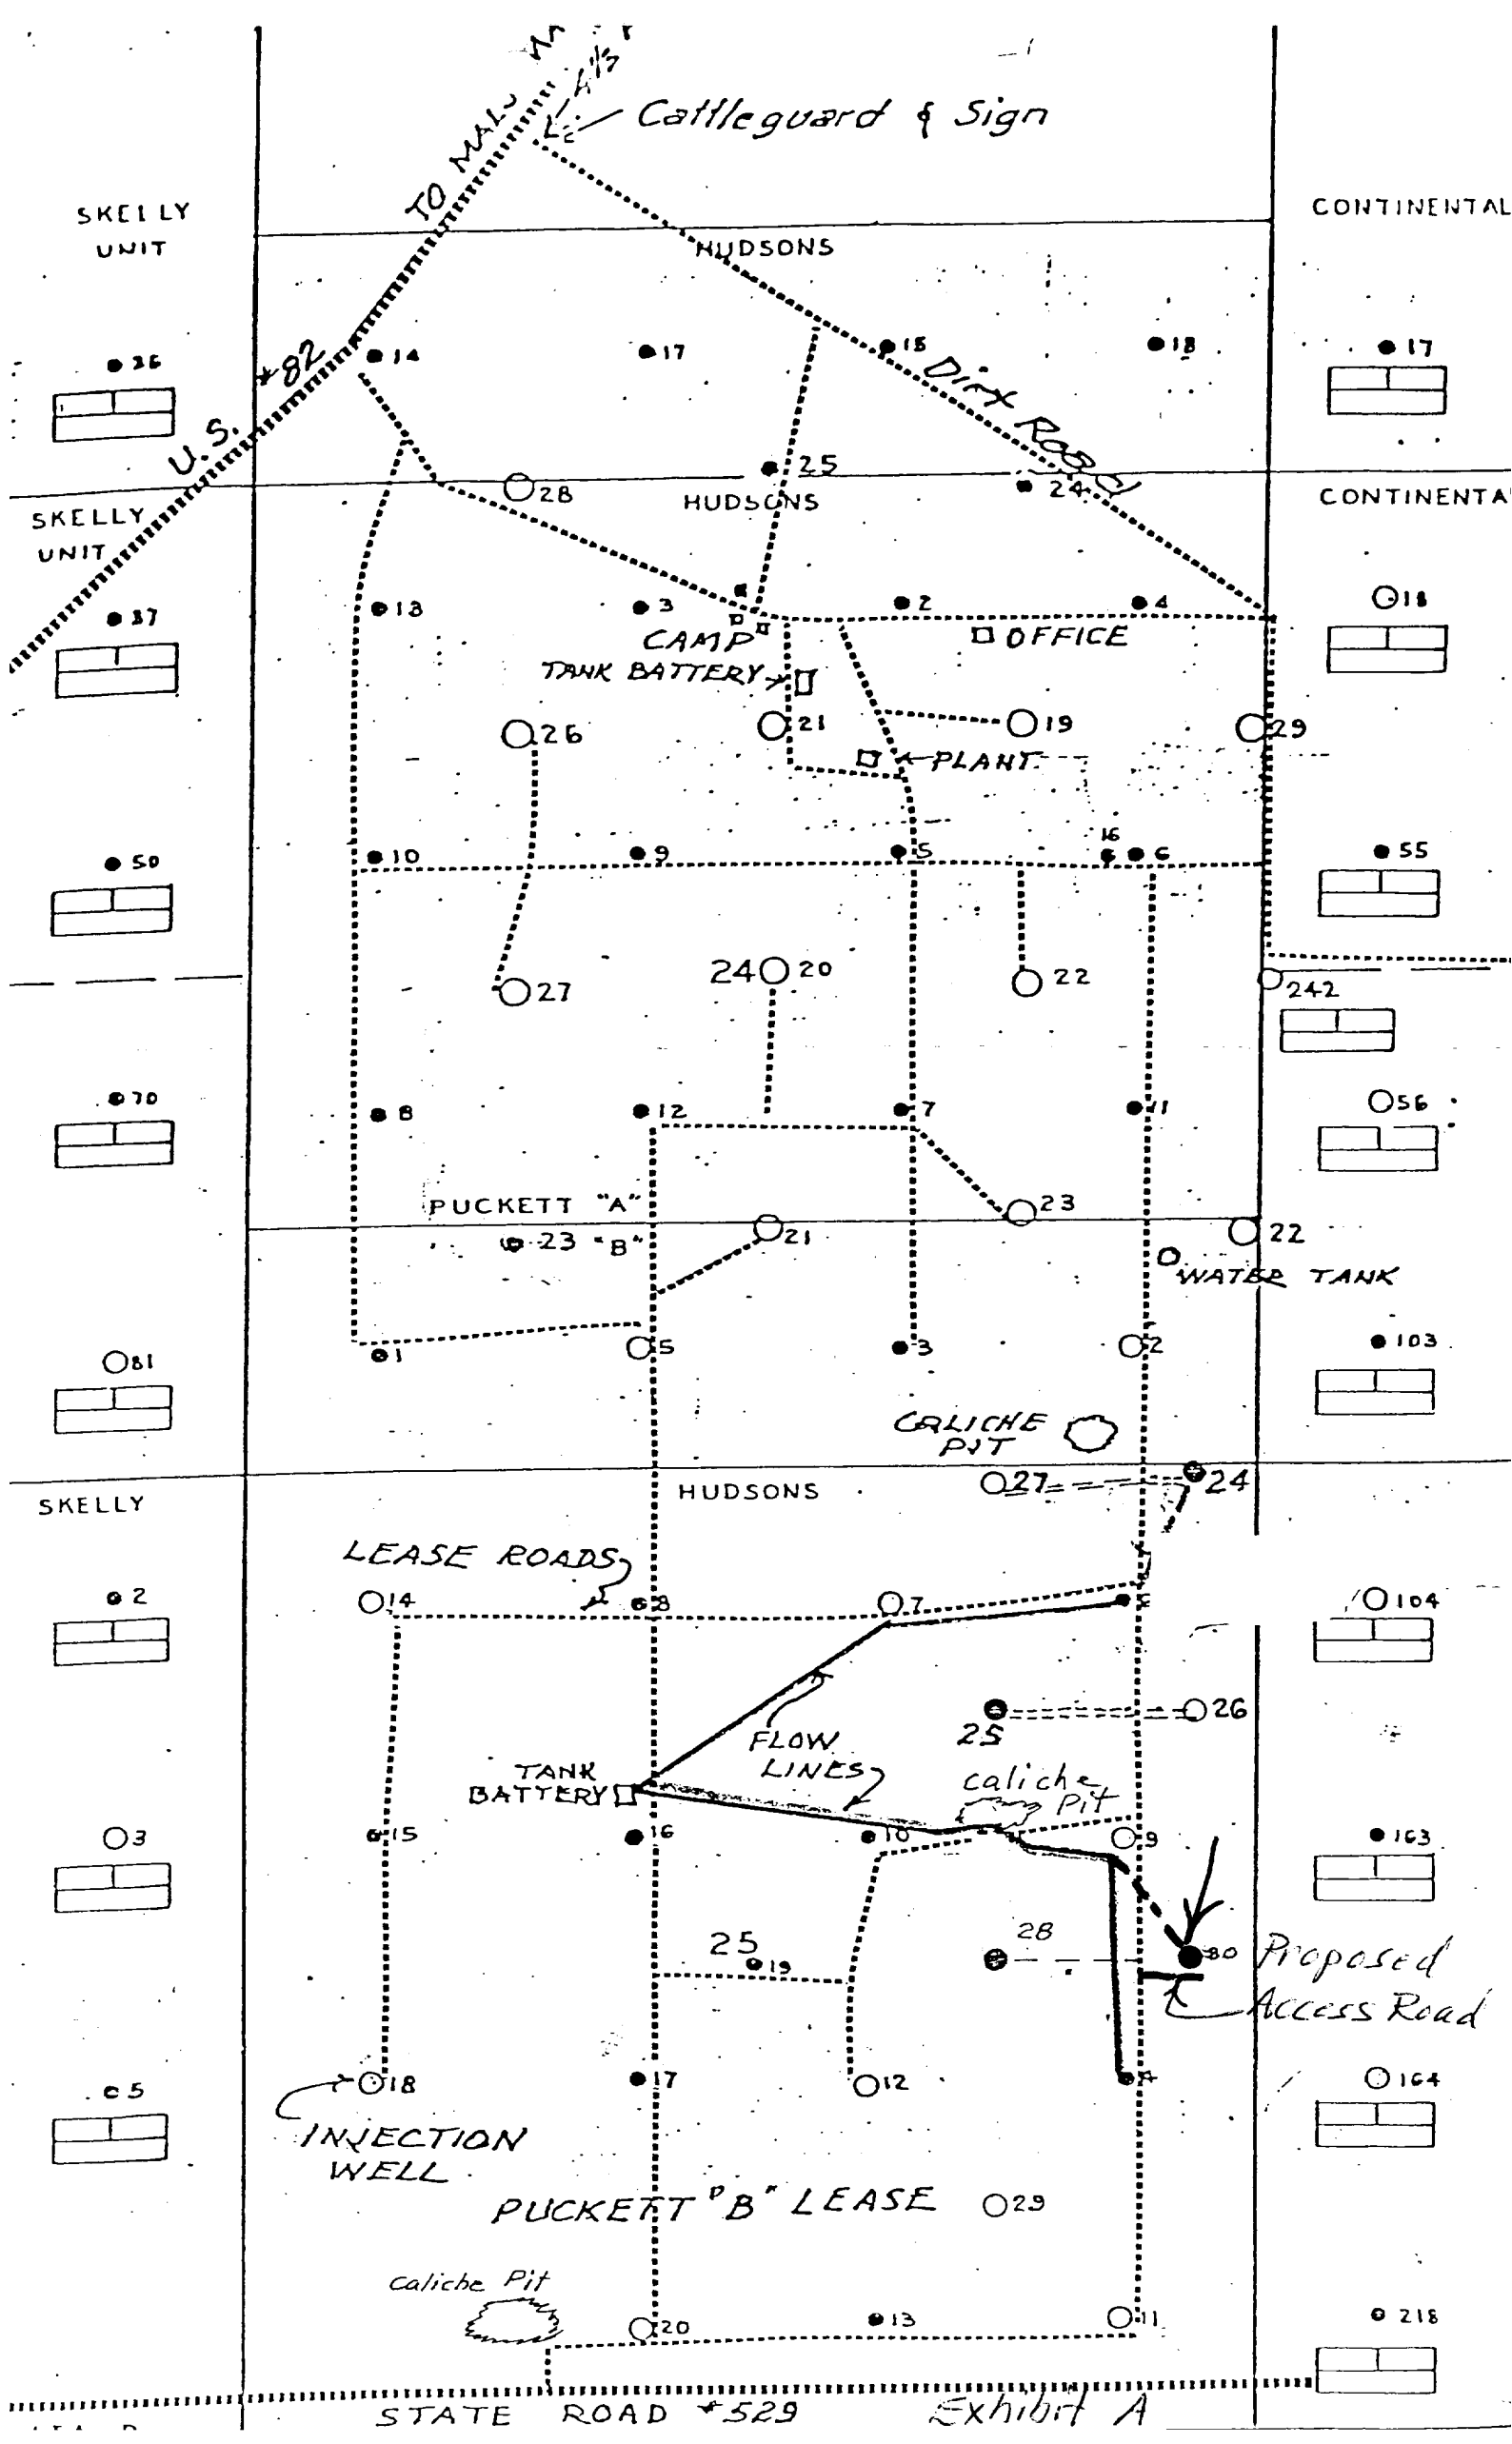 TO
Cattleguard & Sign
SKELLY
UNIT
CONTINENTAL
HUDSONS
26
U.S. #82
14
17
15
18
17
Dirt Road
25
28
24
HUDSONS
CONTINENTA
SKELLY
UNIT
37
13
3
2
4
18
CAMP
OFFICE
TANK BATTERY
26
21
19
29
PLANT
50
10
9
5
16
6
55
27
24
20
22
242
70
8
12
7
11
56
PUCKETT "A"
23
23 "B"
21
22
WATER TANK
81
1
5
3
2
103
CALICHE
PIT
27
24
SKELLY
HUDSONS
LEASE ROADS
2
14
8
7
104
25
26
FLOW
LINES
TANK
BATTERY
caliche
Pit
3
15
16
10
9
163
25
19
28
30
Proposed
Access Road
5
18
17
12
4
164
INJECTION
WELL
PUCKETT "B" LEASE
29
Caliche Pit
20
13
11
218
STATE ROAD #529
Exhibit A